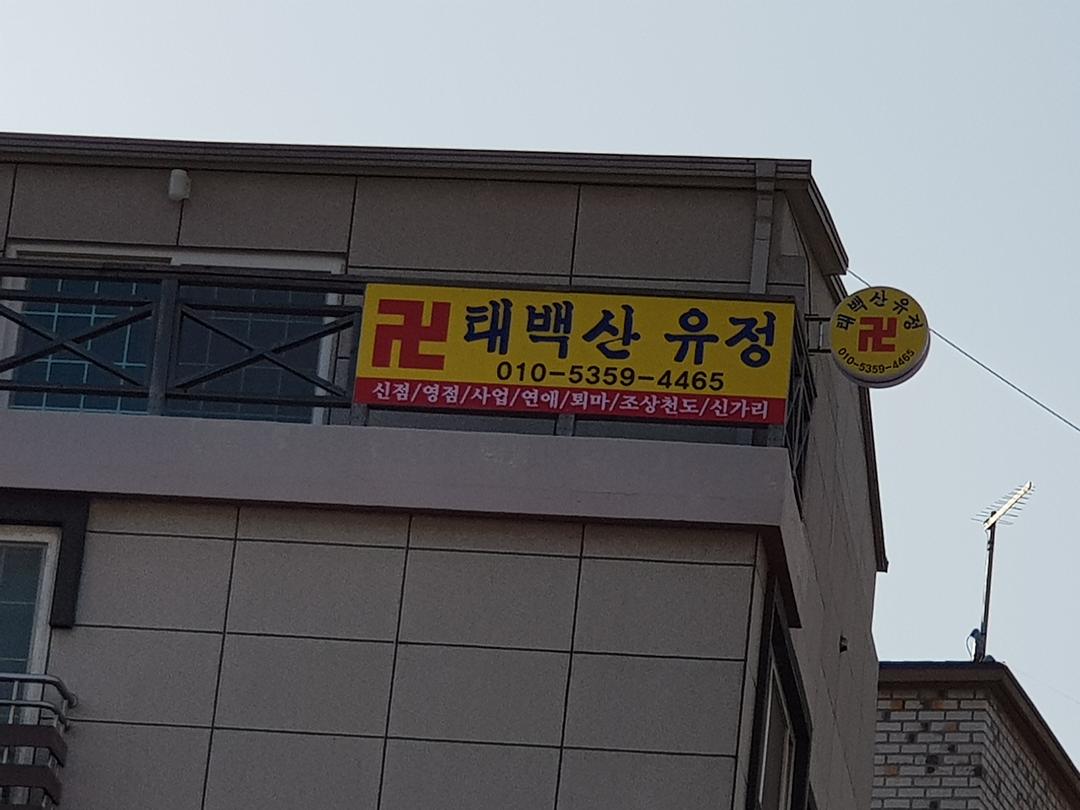 卍 태백산 유정
010-5359-4465
신점/영점/사업/연애/퇴마/조상천도/신가리
태백산유정
卍
010-5359-4465